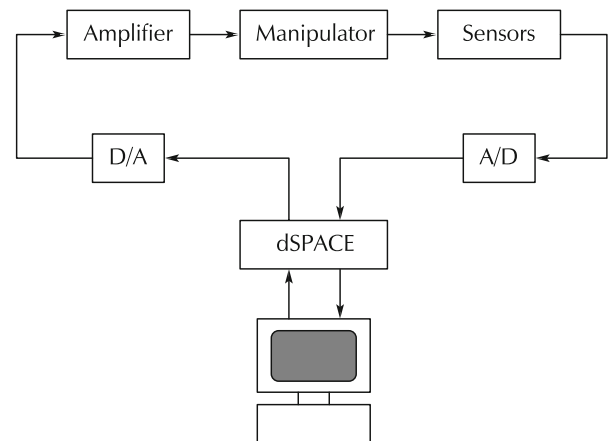 Amplifier
Manipulator
Sensors
D/A
A/D
dSPACE